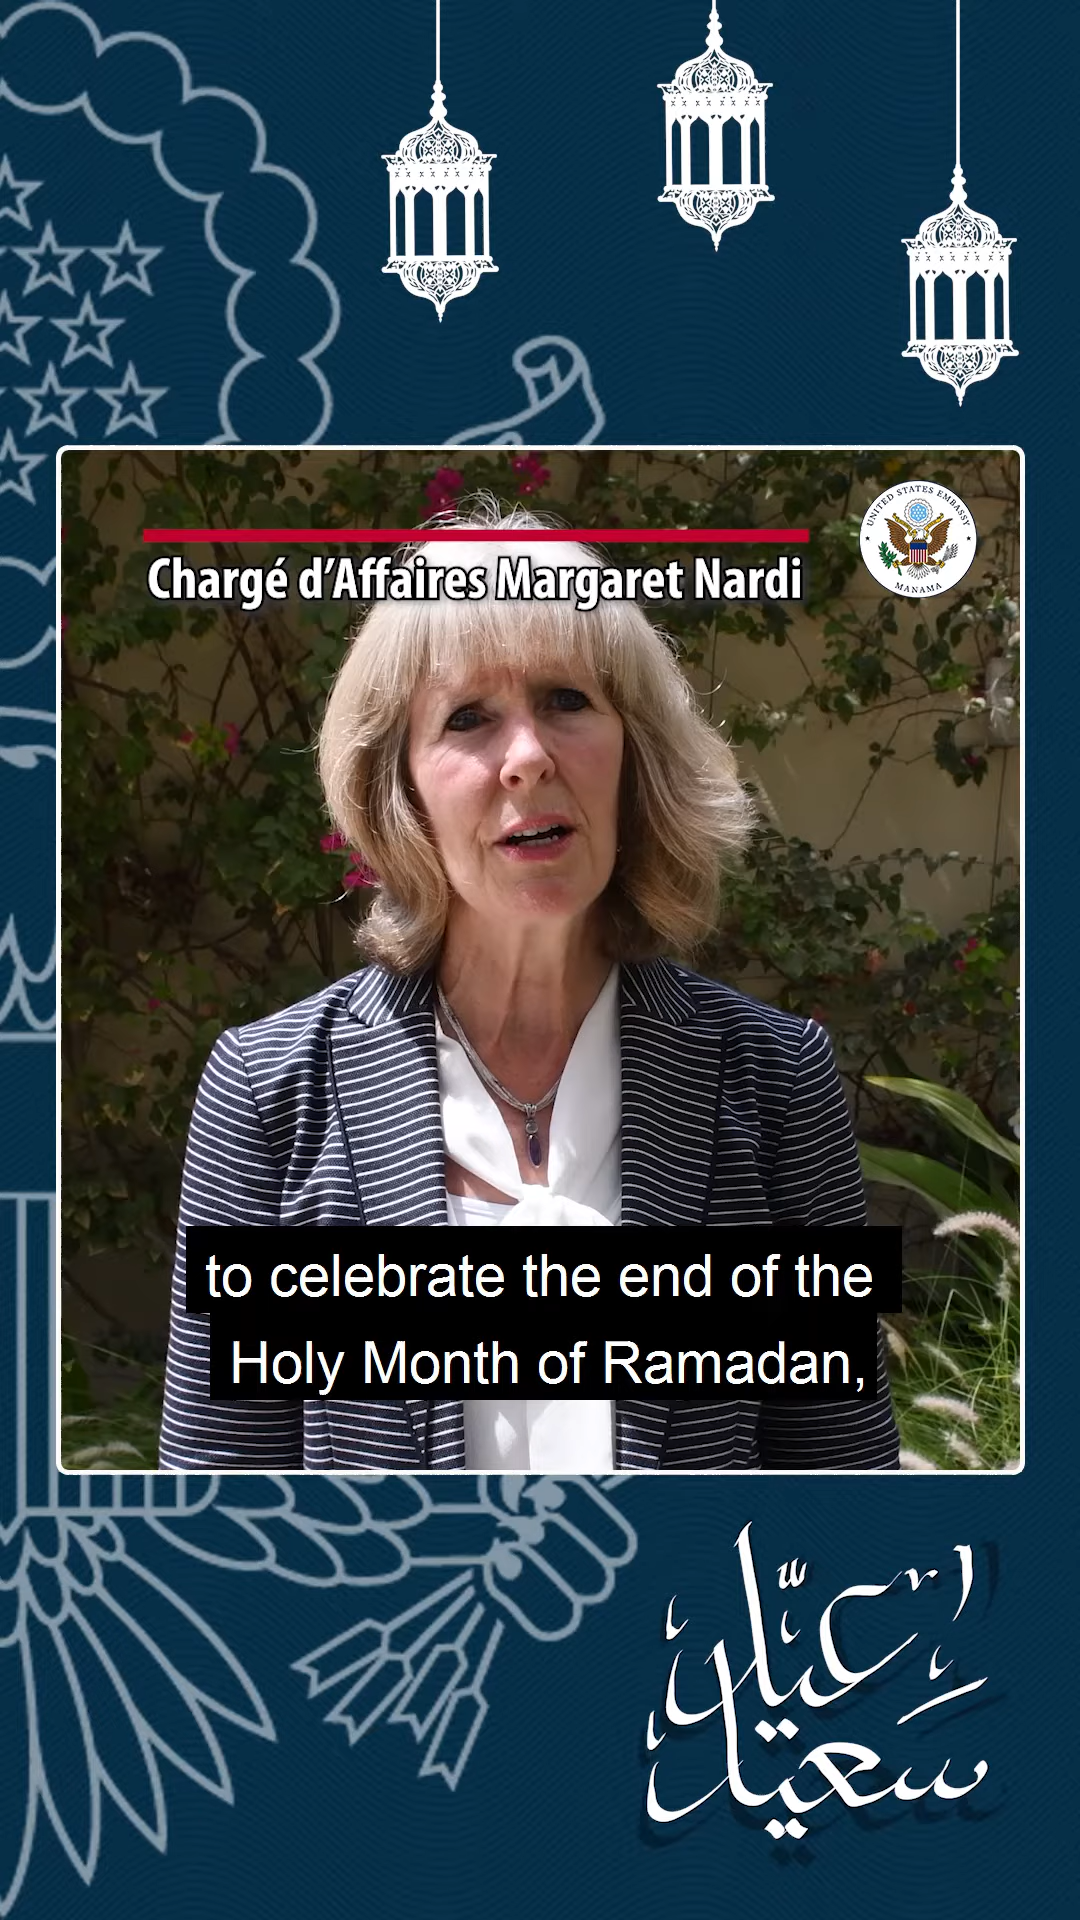 Chargé d'Affaires Margaret Nardi
UNITED STATES EMBASSY
MANAMA
to celebrate the end of the
Holy Month of Ramadan,
عيد
سعيد